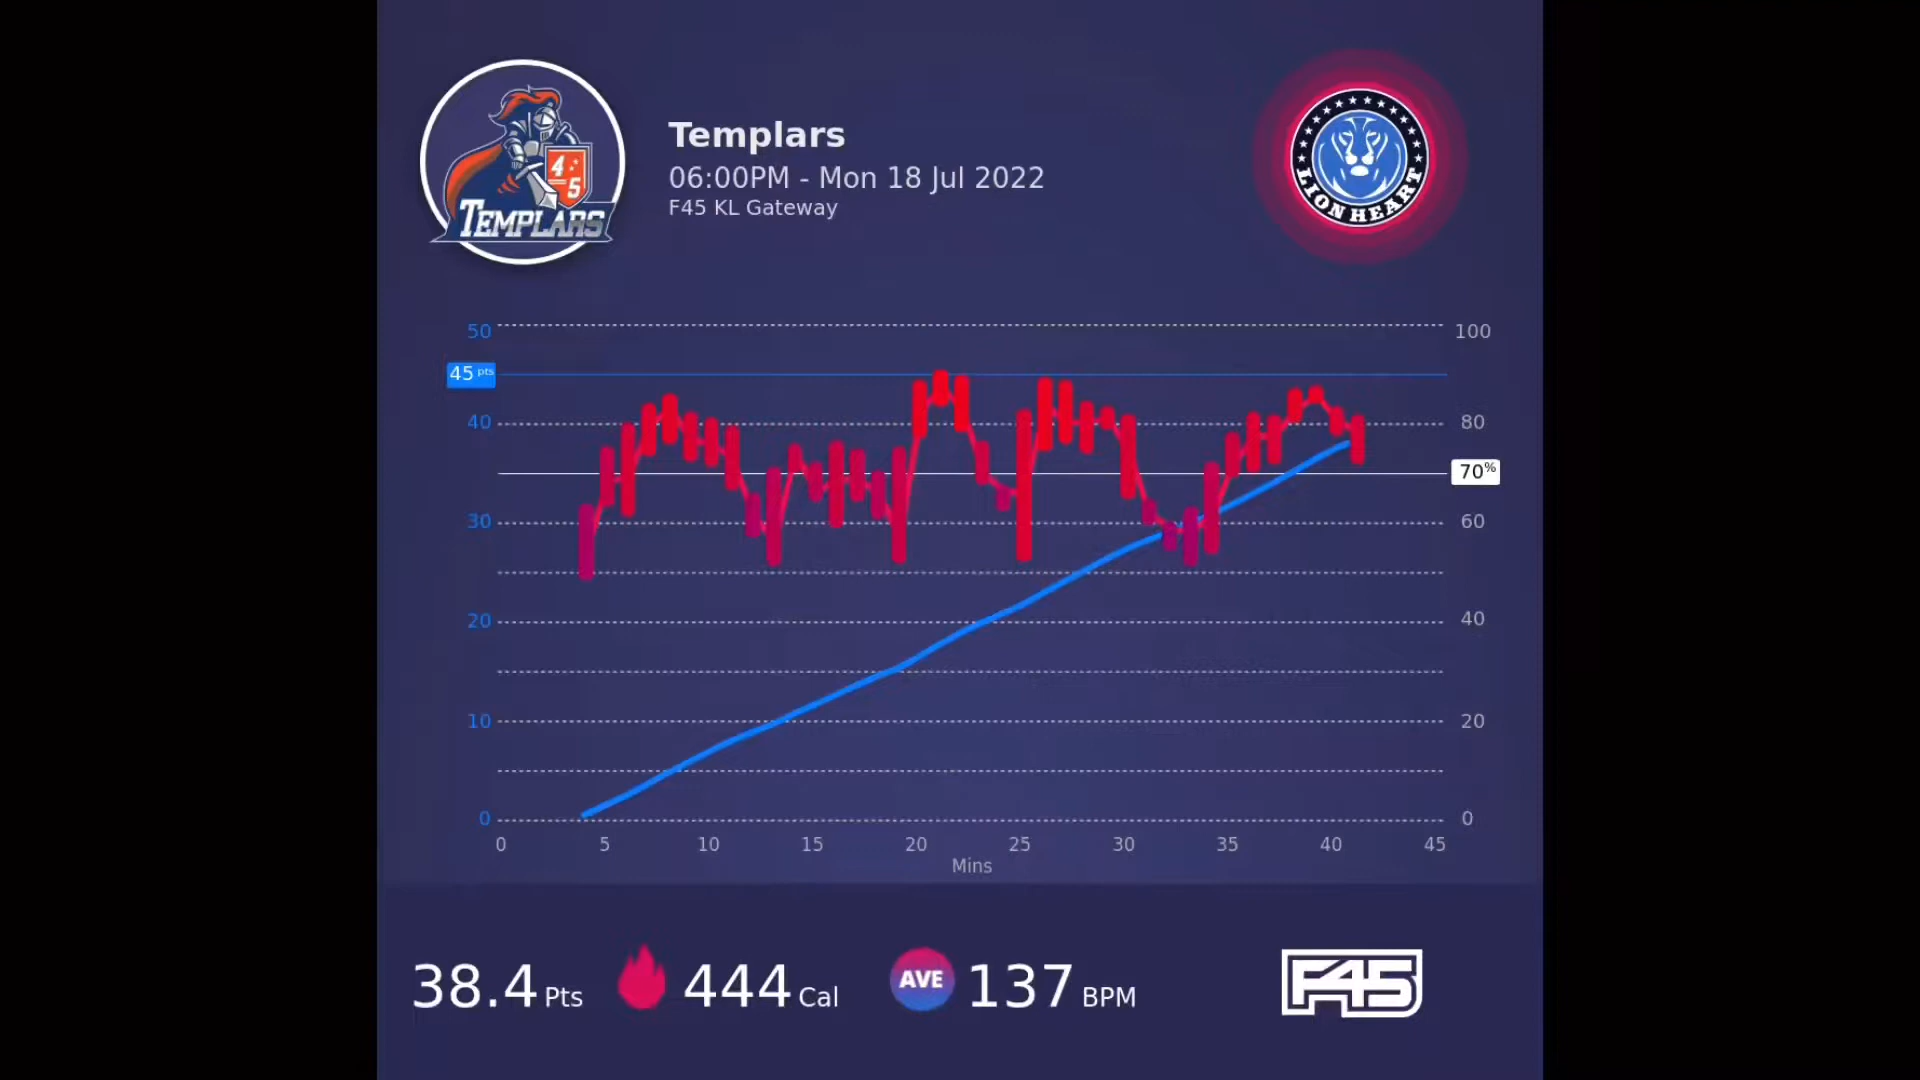 4
5
TEMPLARS
Templars
06:00PM - Mon 18 Jul 2022
F45 KL Gateway
LIONHEART
50
100
45 pts
40
80
70%
30
60
20
40
10
20
0
0
0 5 10 15 20 25 30 35 40 45
Mins
38.4 Pts
444 Cal
AVE
137 BPM
F45